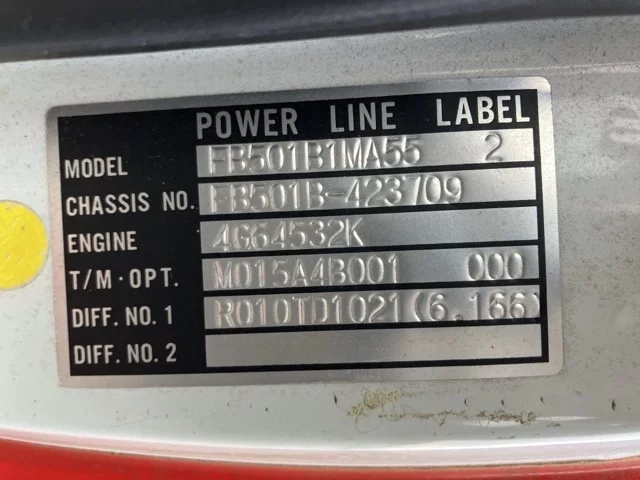 POWER LINE LABEL
MODEL FB501B1MA55 2
CHASSIS NO. FB501B-423709
ENGINE 4G64532K
T/M·OPT. M015A4B001 000
DIFF. NO. 1 R010TD1021(6.166)
DIFF. NO. 2